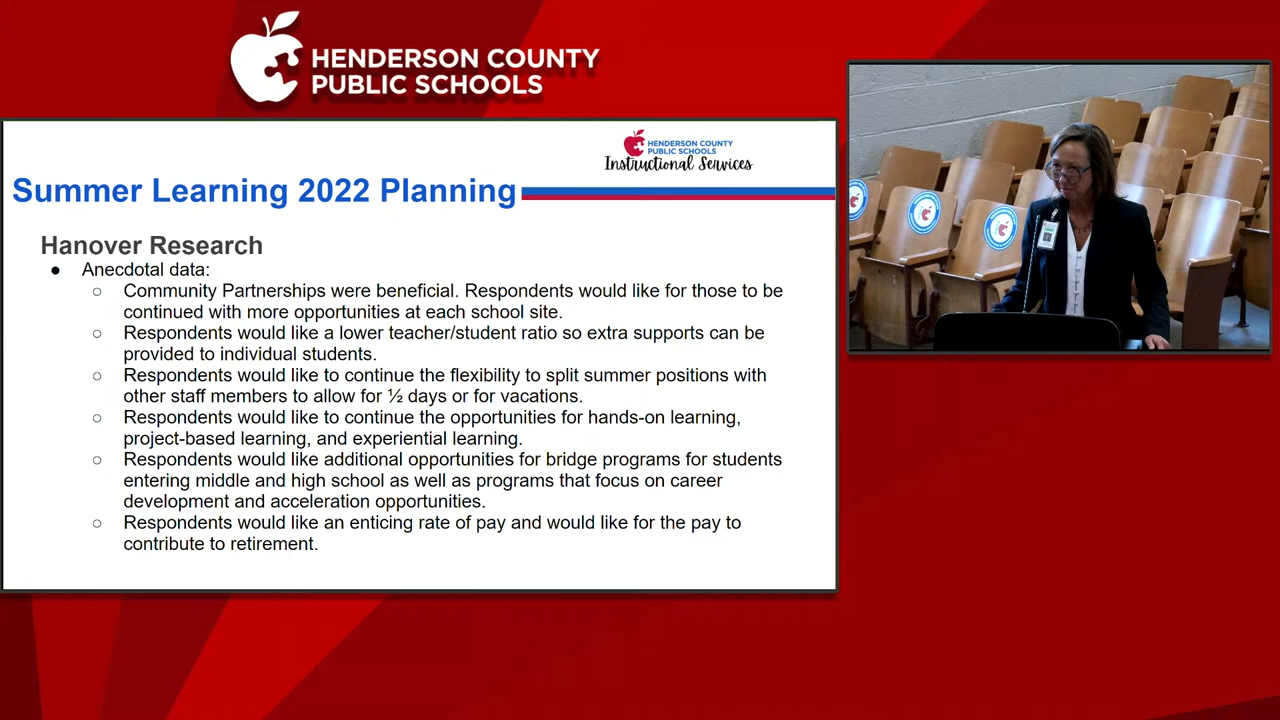 HENDERSON COUNTY
PUBLIC SCHOOLS
HENDERSON COUNTY
PUBLIC SCHOOLS
Instructional Services
Summer Learning 2022 Planning
Hanover Research
● Anecdotal data:
○ Community Partnerships were beneficial. Respondents would like for those to be
continued with more opportunities at each school site.
○ Respondents would like a lower teacher/student ratio so extra supports can be
provided to individual students.
○ Respondents would like to continue the flexibility to split summer positions with
other staff members to allow for ½ days or for vacations.
○ Respondents would like to continue the opportunities for hands-on learning,
project-based learning, and experiential learning.
○ Respondents would like additional opportunities for bridge programs for students
entering middle and high school as well as programs that focus on career
development and acceleration opportunities.
○ Respondents would like an enticing rate of pay and would like for the pay to
contribute to retirement.